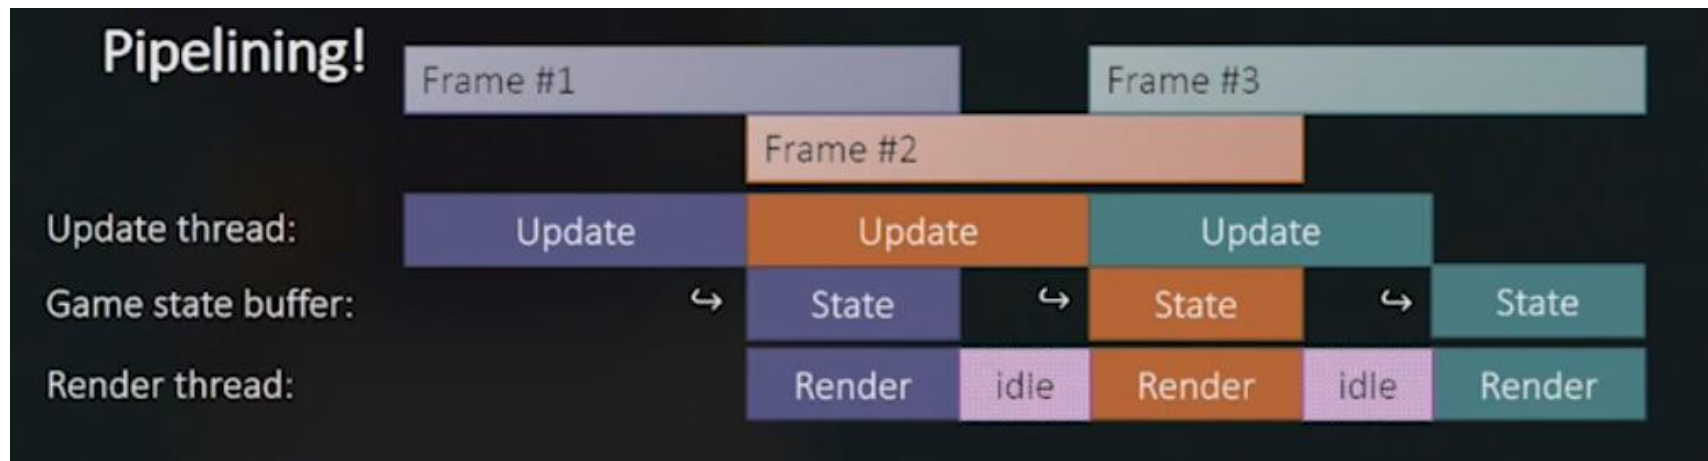 Pipelining!
Frame #1
Frame #3
Frame #2
Update thread: Update Update Update
Game state buffer: ↪ State ↪ State ↪ State
Render thread: Render idle Render idle Render